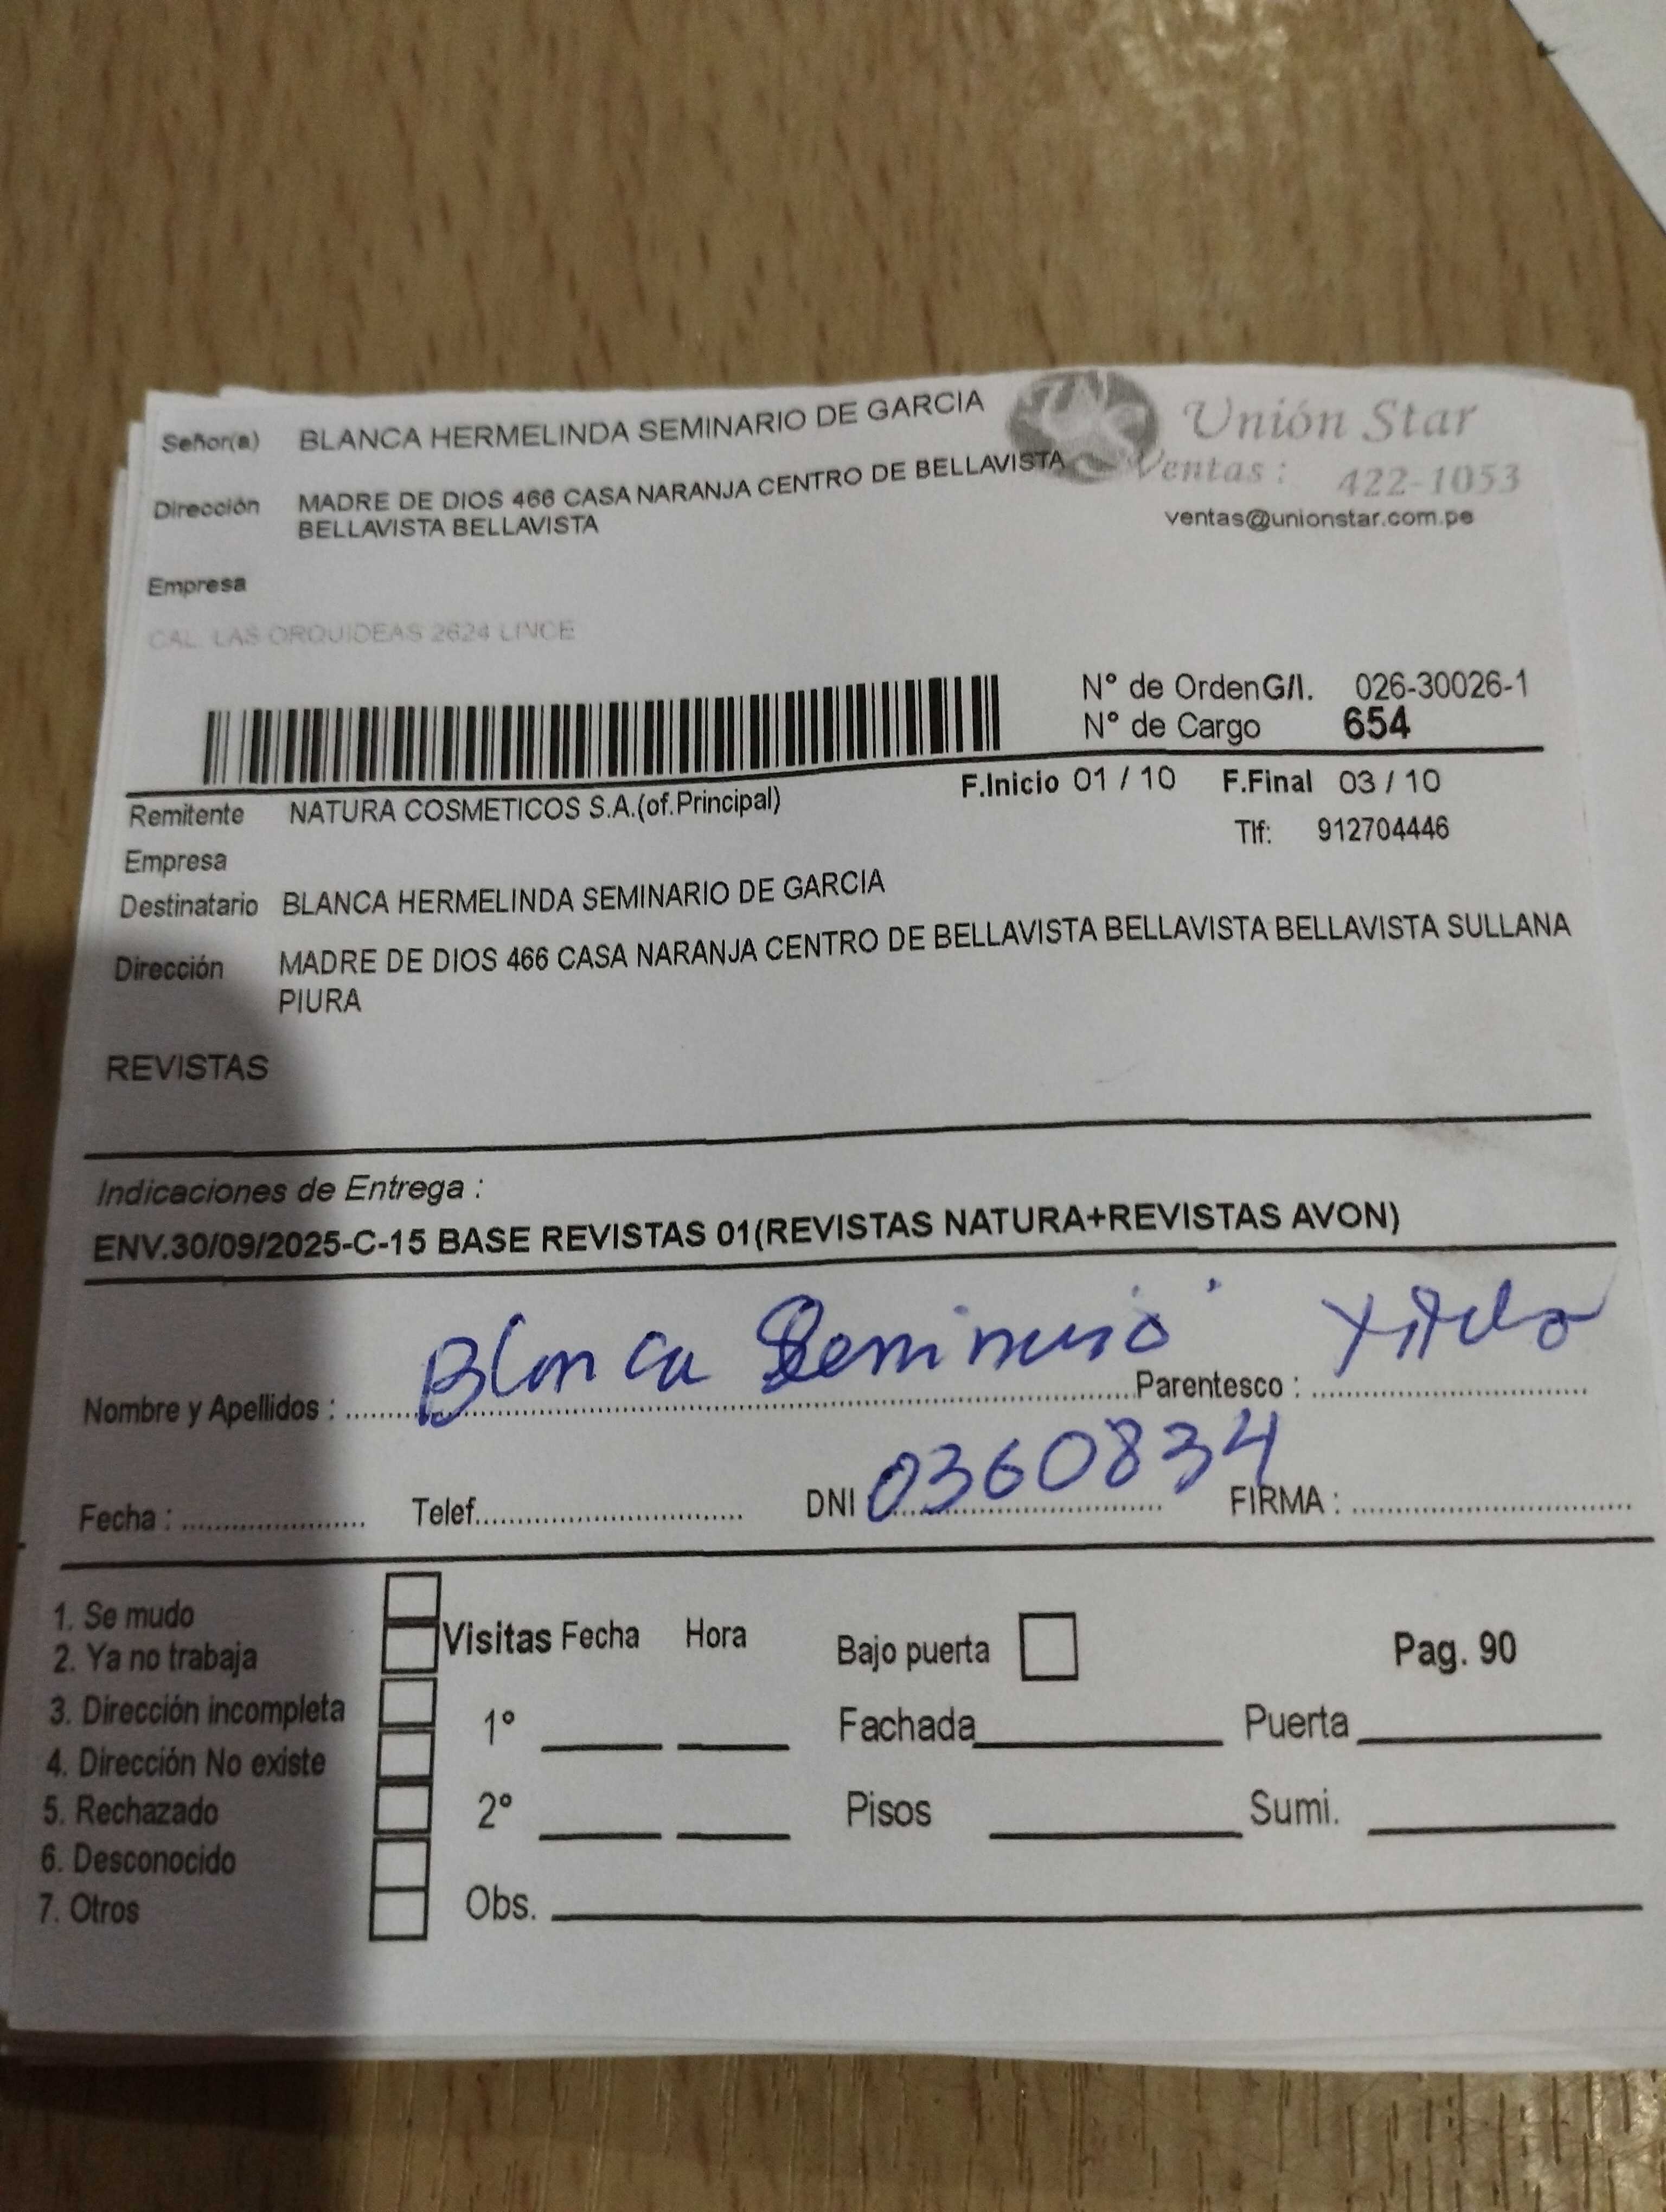 Señor(a) BLANCA HERMELINDA SEMINARIO DE GARCIA
Unión Star
Ventas : 422-1053
ventas@unionstar.com.pe
Dirección MADRE DE DIOS 466 CASA NARANJA CENTRO DE BELLAVISTA
BELLAVISTA BELLAVISTA
Empresa
CAL. LAS ORQUIDEAS 2624 LINCE
N° de Orden G/I. 026-30026-1
N° de Cargo 654
F.Inicio 01 / 10 F.Final 03 / 10
Remitente NATURA COSMETICOS S.A.(of.Principal)
Tlf: 912704446
Empresa
Destinatario BLANCA HERMELINDA SEMINARIO DE GARCIA
Dirección MADRE DE DIOS 466 CASA NARANJA CENTRO DE BELLAVISTA BELLAVISTA BELLAVISTA SULLANA
PIURA
REVISTAS
Indicaciones de Entrega :
ENV.30/09/2025-C-15 BASE REVISTAS 01(REVISTAS NATURA+REVISTAS AVON)
Nombre y Apellidos : Blanca Seminario Parentesco :
Fecha : Telef. DNI 0360834 FIRMA :
1. Se mudo
2. Ya no trabaja
3. Dirección incompleta
4. Dirección No existe
5. Rechazado
6. Desconocido
7. Otros
Visitas Fecha Hora
1°
2°
Obs.
Bajo puerta
Pag. 90
Fachada Puerta
Pisos Sumi.